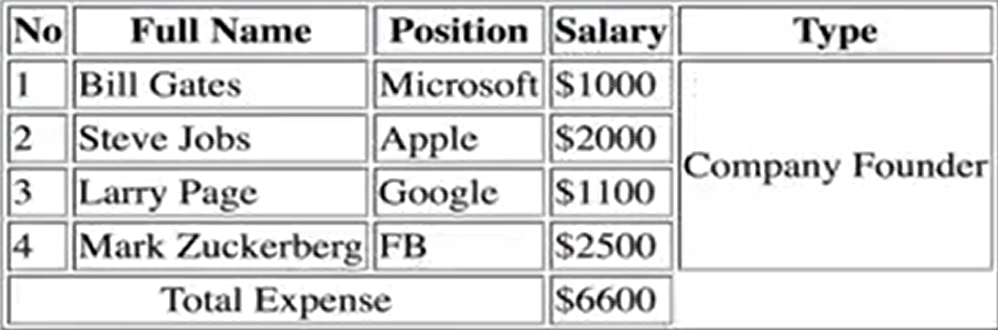 No Full Name Position Salary Type
1 Bill Gates Microsoft $1000
2 Steve Jobs Apple $2000
Company Founder
3 Larry Page Google $1100
4 Mark Zuckerberg FB $2500
Total Expense $6600